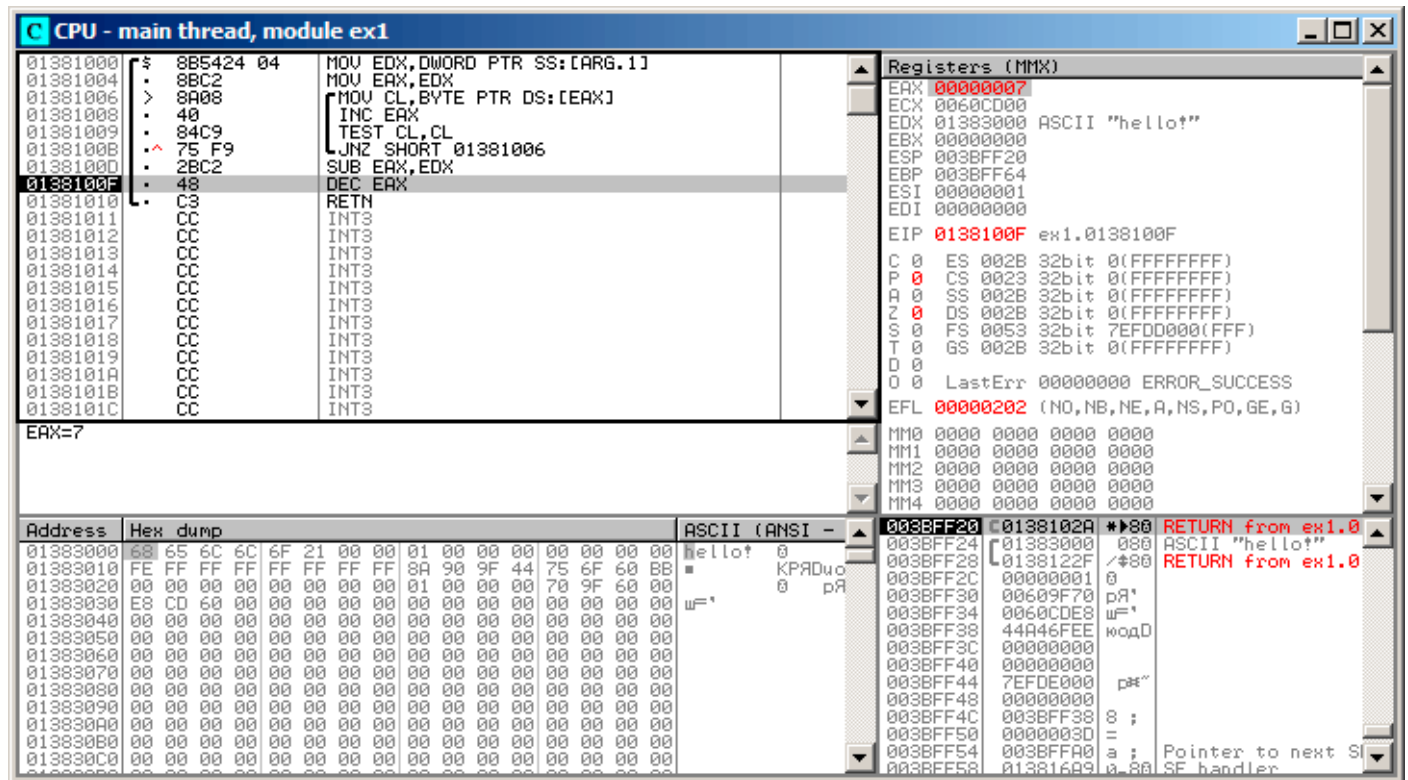 C CPU - main thread, module ex1
01381000 $ 8B5424 04 MOV EDX,DWORD PTR SS:[ARG.1]
01381004 . 8BC2 MOV EAX,EDX
01381006 > 8A08 MOV CL,BYTE PTR DS:[EAX]
01381008 . 40 INC EAX
01381009 . 84C9 TEST CL,CL
0138100B .^ 75 F9 JNZ SHORT 01381006
0138100D . 2BC2 SUB EAX,EDX
0138100F . 48 DEC EAX
01381010 . C3 RETN
01381011 CC INT3
01381012 CC INT3
01381013 CC INT3
01381014 CC INT3
01381015 CC INT3
01381016 CC INT3
01381017 CC INT3
01381018 CC INT3
01381019 CC INT3
0138101A CC INT3
0138101B CC INT3
0138101C CC INT3
EAX=7
Registers (MMX)
EAX 00000007
ECX 0060CD00
EDX 01383000 ASCII "hello!"
EBX 00000000
ESP 003BFF20
EBP 003BFF64
ESI 00000001
EDI 00000000
EIP 0138100F ex1.0138100F
C 0 ES 002B 32bit 0(FFFFFFFF)
P 0 CS 0023 32bit 0(FFFFFFFF)
A 0 SS 002B 32bit 0(FFFFFFFF)
Z 0 DS 002B 32bit 0(FFFFFFFF)
S 0 FS 0053 32bit 7EFDD000(FFF)
T 0 GS 002B 32bit 0(FFFFFFFF)
D 0
O 0 LastErr 00000000 ERROR_SUCCESS
EFL 00000202 (NO,NB,NE,A,NS,PO,GE,G)
MM0 0000 0000 0000 0000
MM1 0000 0000 0000 0000
MM2 0000 0000 0000 0000
MM3 0000 0000 0000 0000
MM4 0000 0000 0000 0000
Address Hex dump ASCII (ANSI -
01383000 68 65 6C 6C 6F 21 00 00 01 00 00 00 00 00 00 00 hello! 0
01383010 FE FF FF FF FF FF FF FF 8A 90 9F 44 75 6F 60 BB ■ КРЯDuo
01383020 00 00 00 00 00 00 00 00 01 00 00 00 70 9F 60 00 0 pЯ
01383030 E8 CD 60 00 00 00 00 00 00 00 00 00 00 00 00 00 ш=`
01383040 00 00 00 00 00 00 00 00 00 00 00 00 00 00 00 00
01383050 00 00 00 00 00 00 00 00 00 00 00 00 00 00 00 00
01383060 00 00 00 00 00 00 00 00 00 00 00 00 00 00 00 00
01383070 00 00 00 00 00 00 00 00 00 00 00 00 00 00 00 00
01383080 00 00 00 00 00 00 00 00 00 00 00 00 00 00 00 00
01383090 00 00 00 00 00 00 00 00 00 00 00 00 00 00 00 00
013830A0 00 00 00 00 00 00 00 00 00 00 00 00 00 00 00 00
013830B0 00 00 00 00 00 00 00 00 00 00 00 00 00 00 00 00
013830C0 00 00 00 00 00 00 00 00 00 00 00 00 00 00 00 00
003BFF20 0138102A *►80 RETURN from ex1.0
003BFF24 01383000 080 ASCII "hello!"
003BFF28 0138122F /‡80 RETURN from ex1.0
003BFF2C 00000001 0
003BFF30 00609F70 pЯ`
003BFF34 0060CDE8 ш=`
003BFF38 44A46FEE юoдD
003BFF3C 00000000
003BFF40 00000000
003BFF44 7EFDE000 р
003BFF48 00000000
003BFF4C 003BFF38 8 ;
003BFF50 0000003D =
003BFF54 003BFFA0 а ; Pointer to next S
003BFF58 013816A9 SE handler